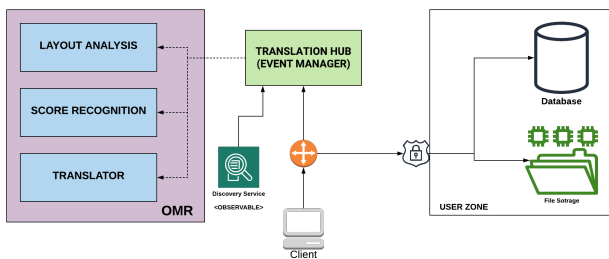 LAYOUT ANALYSIS
SCORE RECOGNITION
TRANSLATOR
OMR
TRANSLATION HUB
(EVENT MANAGER)
Discovery Service
<OBSERVABLE>
Client
Database
File Sotrage
USER ZONE